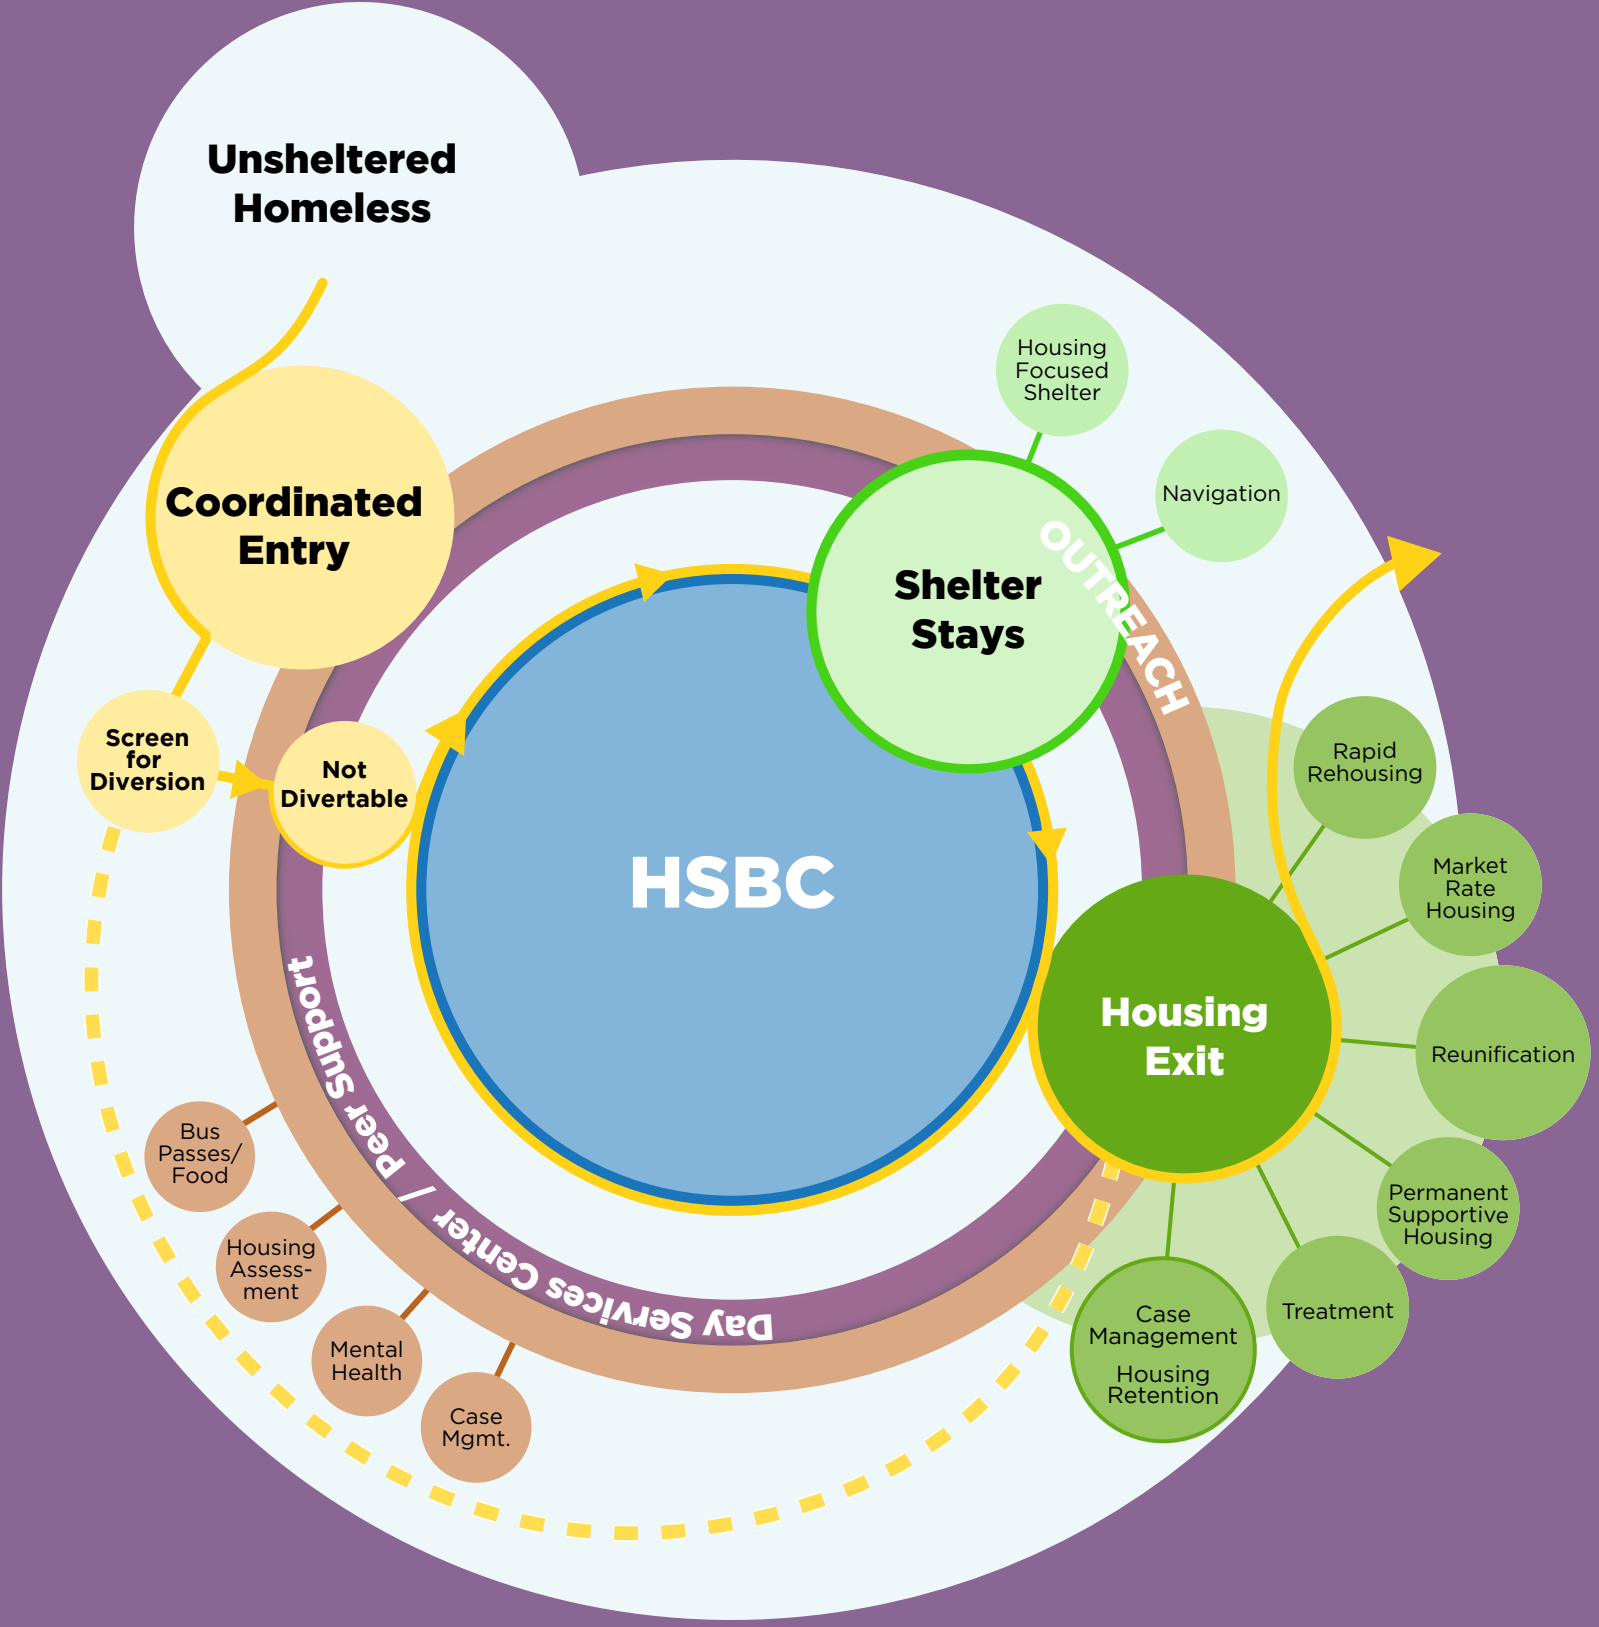 Unsheltered
Homeless
Coordinated
Entry
Screen
for
Diversion
Not
Divertable
HSBC
Shelter
Stays
Housing
Focused
Shelter
Navigation
OUTREACH
Housing
Exit
Rapid
Rehousing
Market
Rate
Housing
Reunification
Permanent
Supportive
Housing
Treatment
Case
Management
Housing
Retention
Day Services Center / Peer Support
Bus
Passes/
Food
Housing
Assess-
ment
Mental
Health
Case
Mgmt.